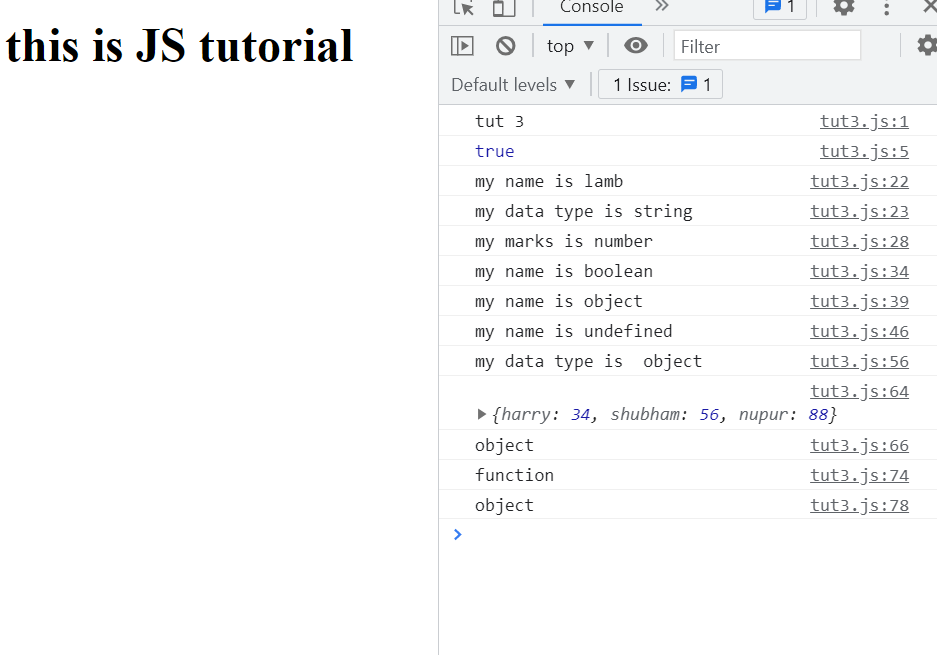 this is JS tutorial
Console 1
top Filter
Default levels 1 Issue: 1
tut 3 tut3.js:1
true tut3.js:5
my name is lamb tut3.js:22
my data type is string tut3.js:23
my marks is number tut3.js:28
my name is boolean tut3.js:34
my name is object tut3.js:39
my name is undefined tut3.js:46
my data type is  object tut3.js:56
tut3.js:64
{harry: 34, shubham: 56, nupur: 88}
object tut3.js:66
function tut3.js:74
object tut3.js:78